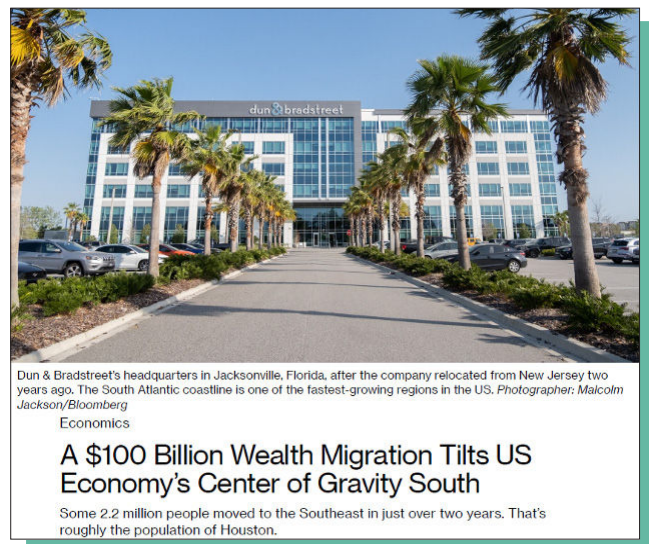 dun & bradstreet
Dun & Bradstreet's headquarters in Jacksonville, Florida, after the company relocated from New Jersey two
years ago. The South Atlantic coastline is one of the fastest-growing regions in the US. Photographer: Malcolm
Jackson/Bloomberg
Economics
A $100 Billion Wealth Migration Tilts US
Economy's Center of Gravity South
Some 2.2 million people moved to the Southeast in just over two years. That's
roughly the population of Houston.